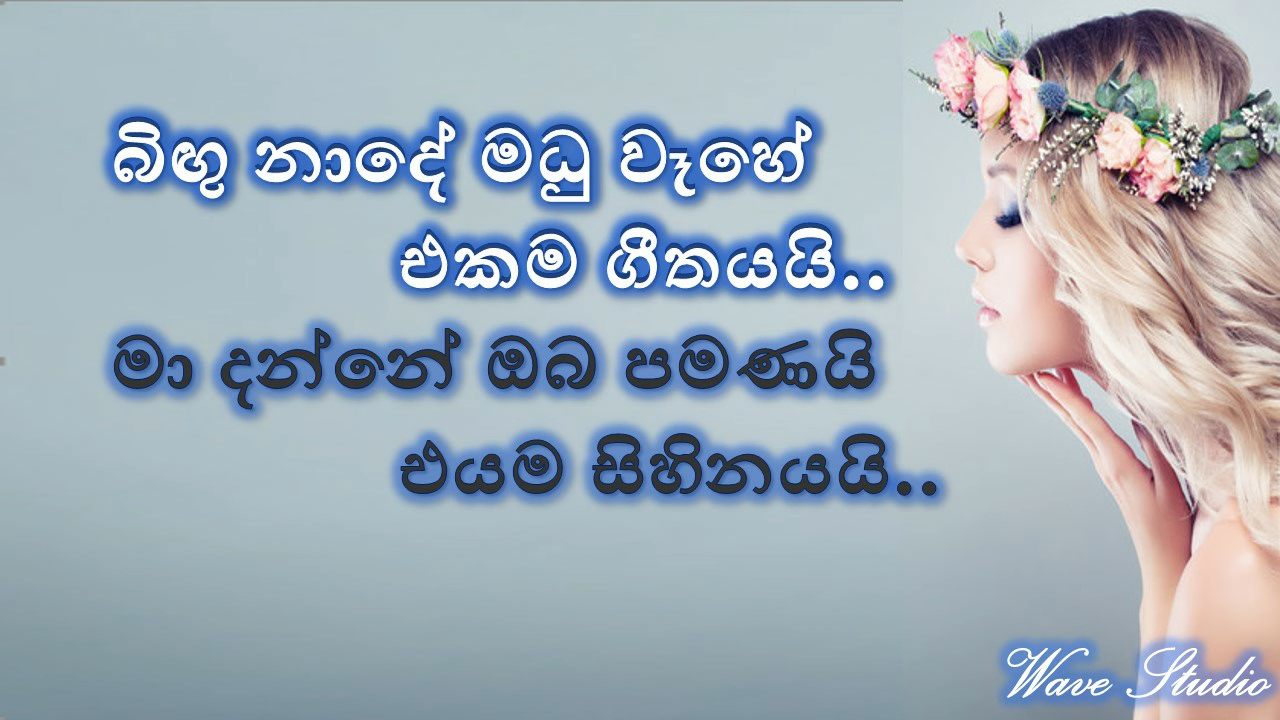 බිඟු නාදේ මධු වෑහේ
එකම ගීතයයි..
මා දන්නේ ඔබ පමණයි
එයම සිහිනයයි..
Wave Studio